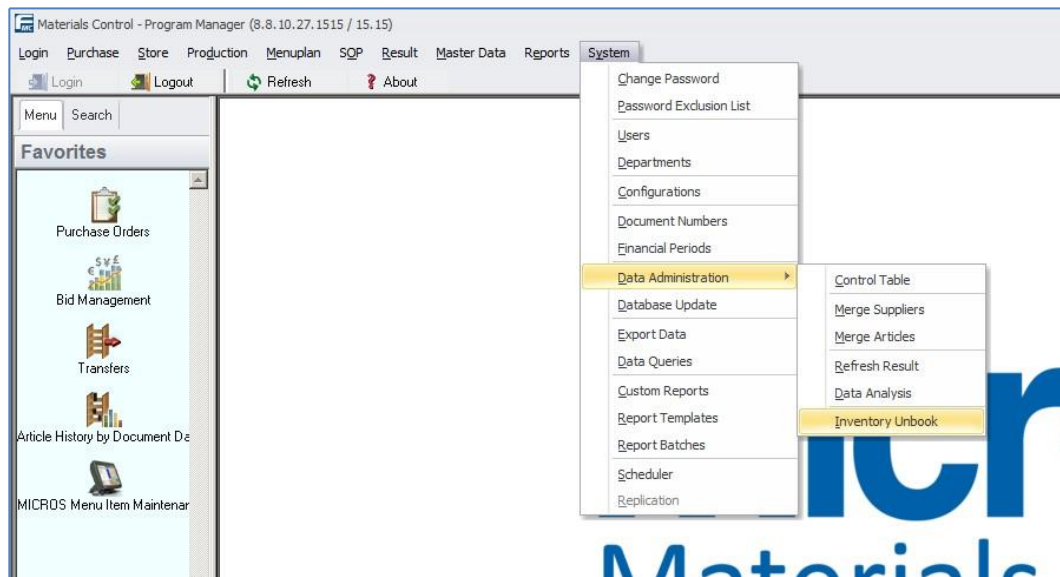 Materials Control - Program Manager (8.8.10.27.1515 / 15.15)
Login Purchase Store Production Menuplan SOP Result Master Data Reports System
Login Logout Refresh About
Menu Search
Favorites
Purchase Orders
Bid Management
Transfers
Article History by Document Da
MICROS Menu Item Maintenar
Change Password
Password Exclusion List
Users
Departments
Configurations
Document Numbers
Financial Periods
Data Administration
Database Update
Export Data
Data Queries
Custom Reports
Report Templates
Report Batches
Scheduler
Replication
Control Table
Merge Suppliers
Merge Articles
Refresh Result
Data Analysis
Inventory Unbook
Materials